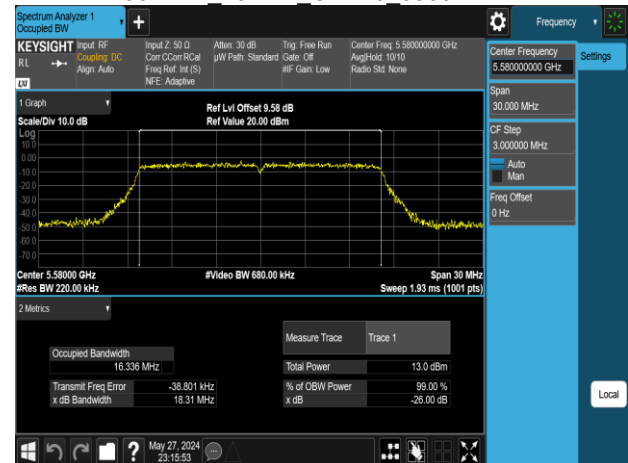 Spectrum Analyzer 1
Occupied BW
Frequency
KEYSIGHT
RL
LXI
Input: RF
Coupling: DC
Align: Auto
Input Z: 50 Ω
Corr CCorr RCal
Freq Ref: Int (S)
NFE: Adaptive
Atten: 30 dB
µW Path: Standard
Trig: Free Run
Gate: Off
#IF Gain: Low
Center Freq: 5.580000000 GHz
Avg|Hold: 10/10
Radio Std: None
Center Frequency
5.580000000 GHz
Settings
Span
30.000 MHz
CF Step
3.000000 MHz
Auto
Man
Freq Offset
0 Hz
Local
1 Graph
Scale/Div 10.0 dB
Ref Lvl Offset 9.58 dB
Ref Value 20.00 dBm
Log
10.0
0.00
-10.0
-20.0
-30.0
-40.0
-50.0
-60.0
-70.0
Center 5.58000 GHz
#Video BW 680.00 kHz
Span 30 MHz
#Res BW 220.00 kHz
Sweep 1.93 ms (1001 pts)
2 Metrics
Measure Trace
Trace 1
Occupied Bandwidth
16.336 MHz
Total Power
13.0 dBm
Transmit Freq Error
-38.801 kHz
% of OBW Power
99.00 %
x dB Bandwidth
18.31 MHz
x dB
-26.00 dB
?
May 27, 2024
23:15:53